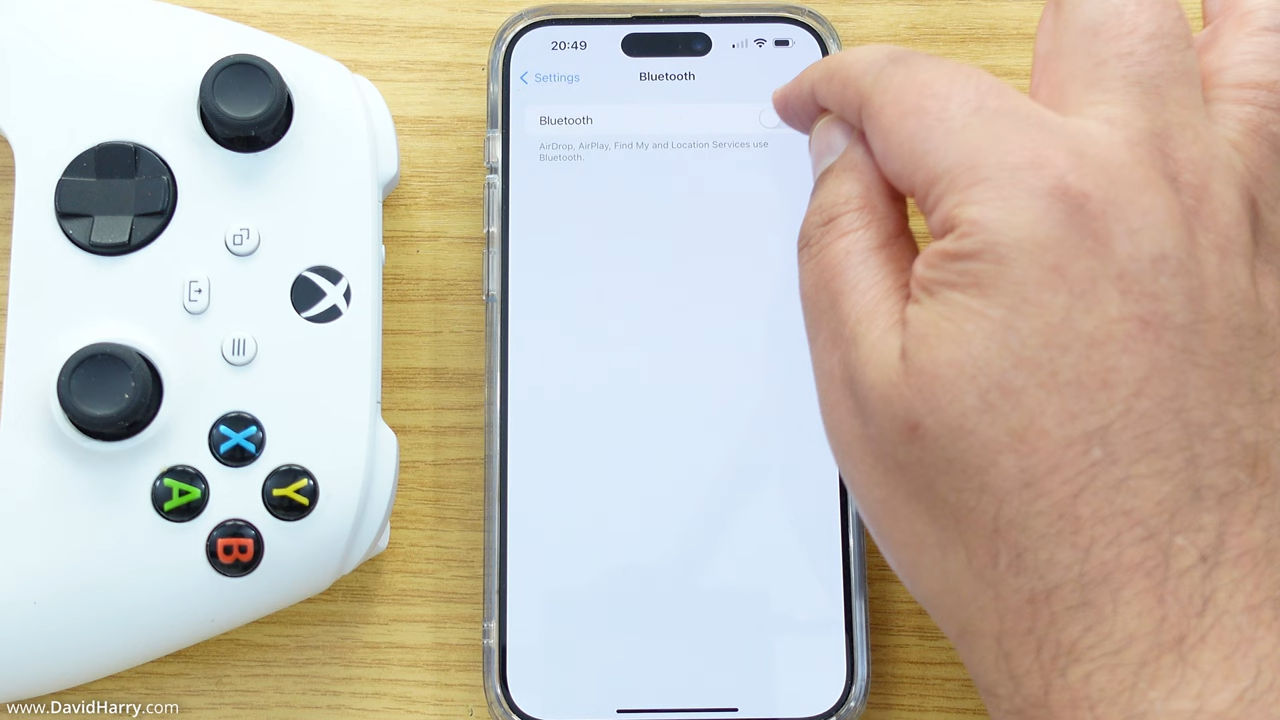 20:49
Settings
Bluetooth
Bluetooth
AirDrop, AirPlay, Find My and Location Services use
Bluetooth.
X
A
Y
B
www.DavidHarry.com